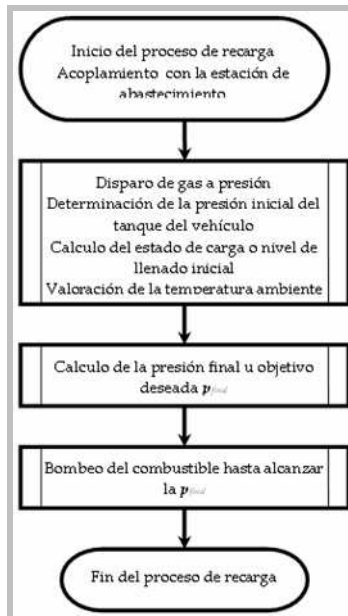 Inicio del proceso de recarga
Acoplamiento con la estación de
abastecimiento
Disparo de gas a presión
Determinación de la presión inicial del
tanque del vehículo
Calculo del estado de carga o nivel de
llenado inicial
Valoración de la temperatura ambiente
Calculo de la presión final u objetivo
deseada p final
Bombeo del combustible hasta alcanzar
la p final
Fin del proceso de recarga